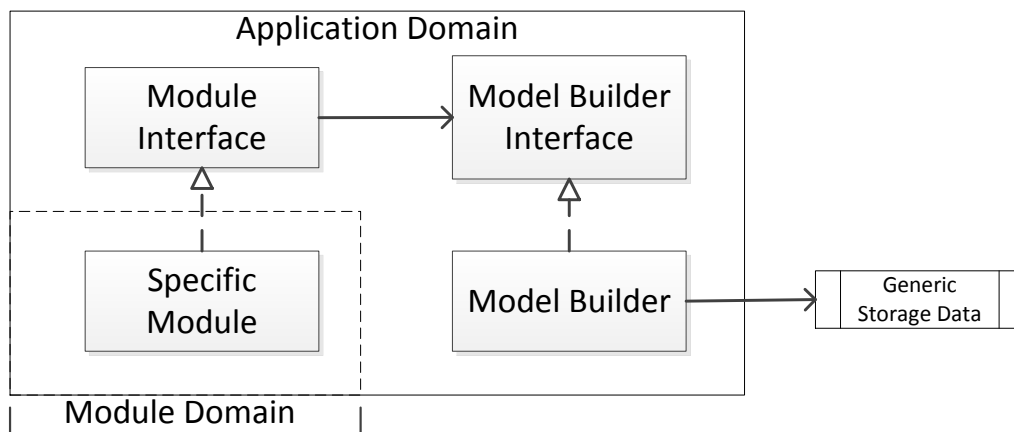 Application Domain
Module
Interface
Model Builder
Interface
Specific
Module
Model Builder
Generic
Storage Data
Module Domain